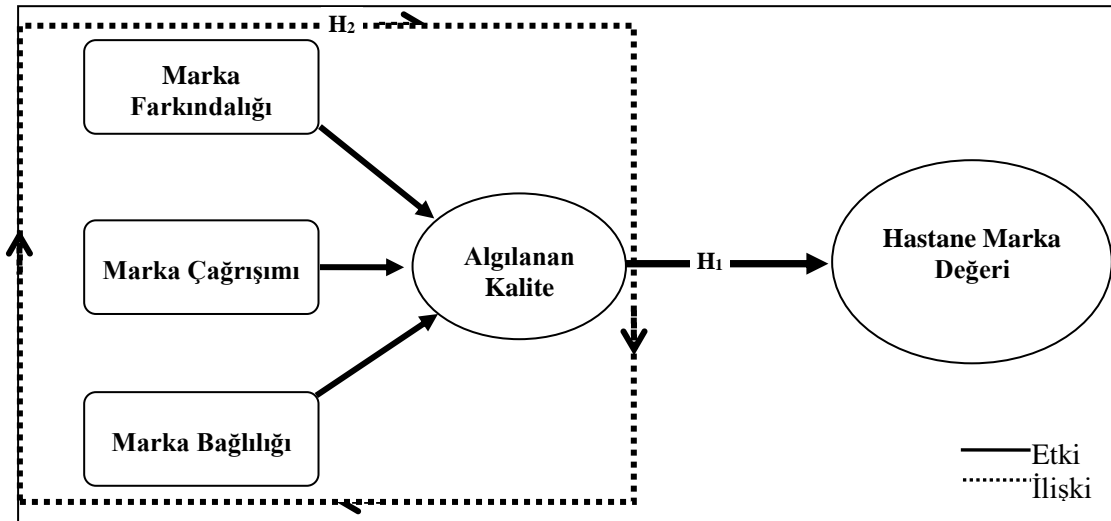 H₂
Marka
Farkındalığı
Marka Çağrışımı
Marka Bağlılığı
Algılanan
Kalite
H₁
Hastane Marka
Değeri
Etki
İlişki